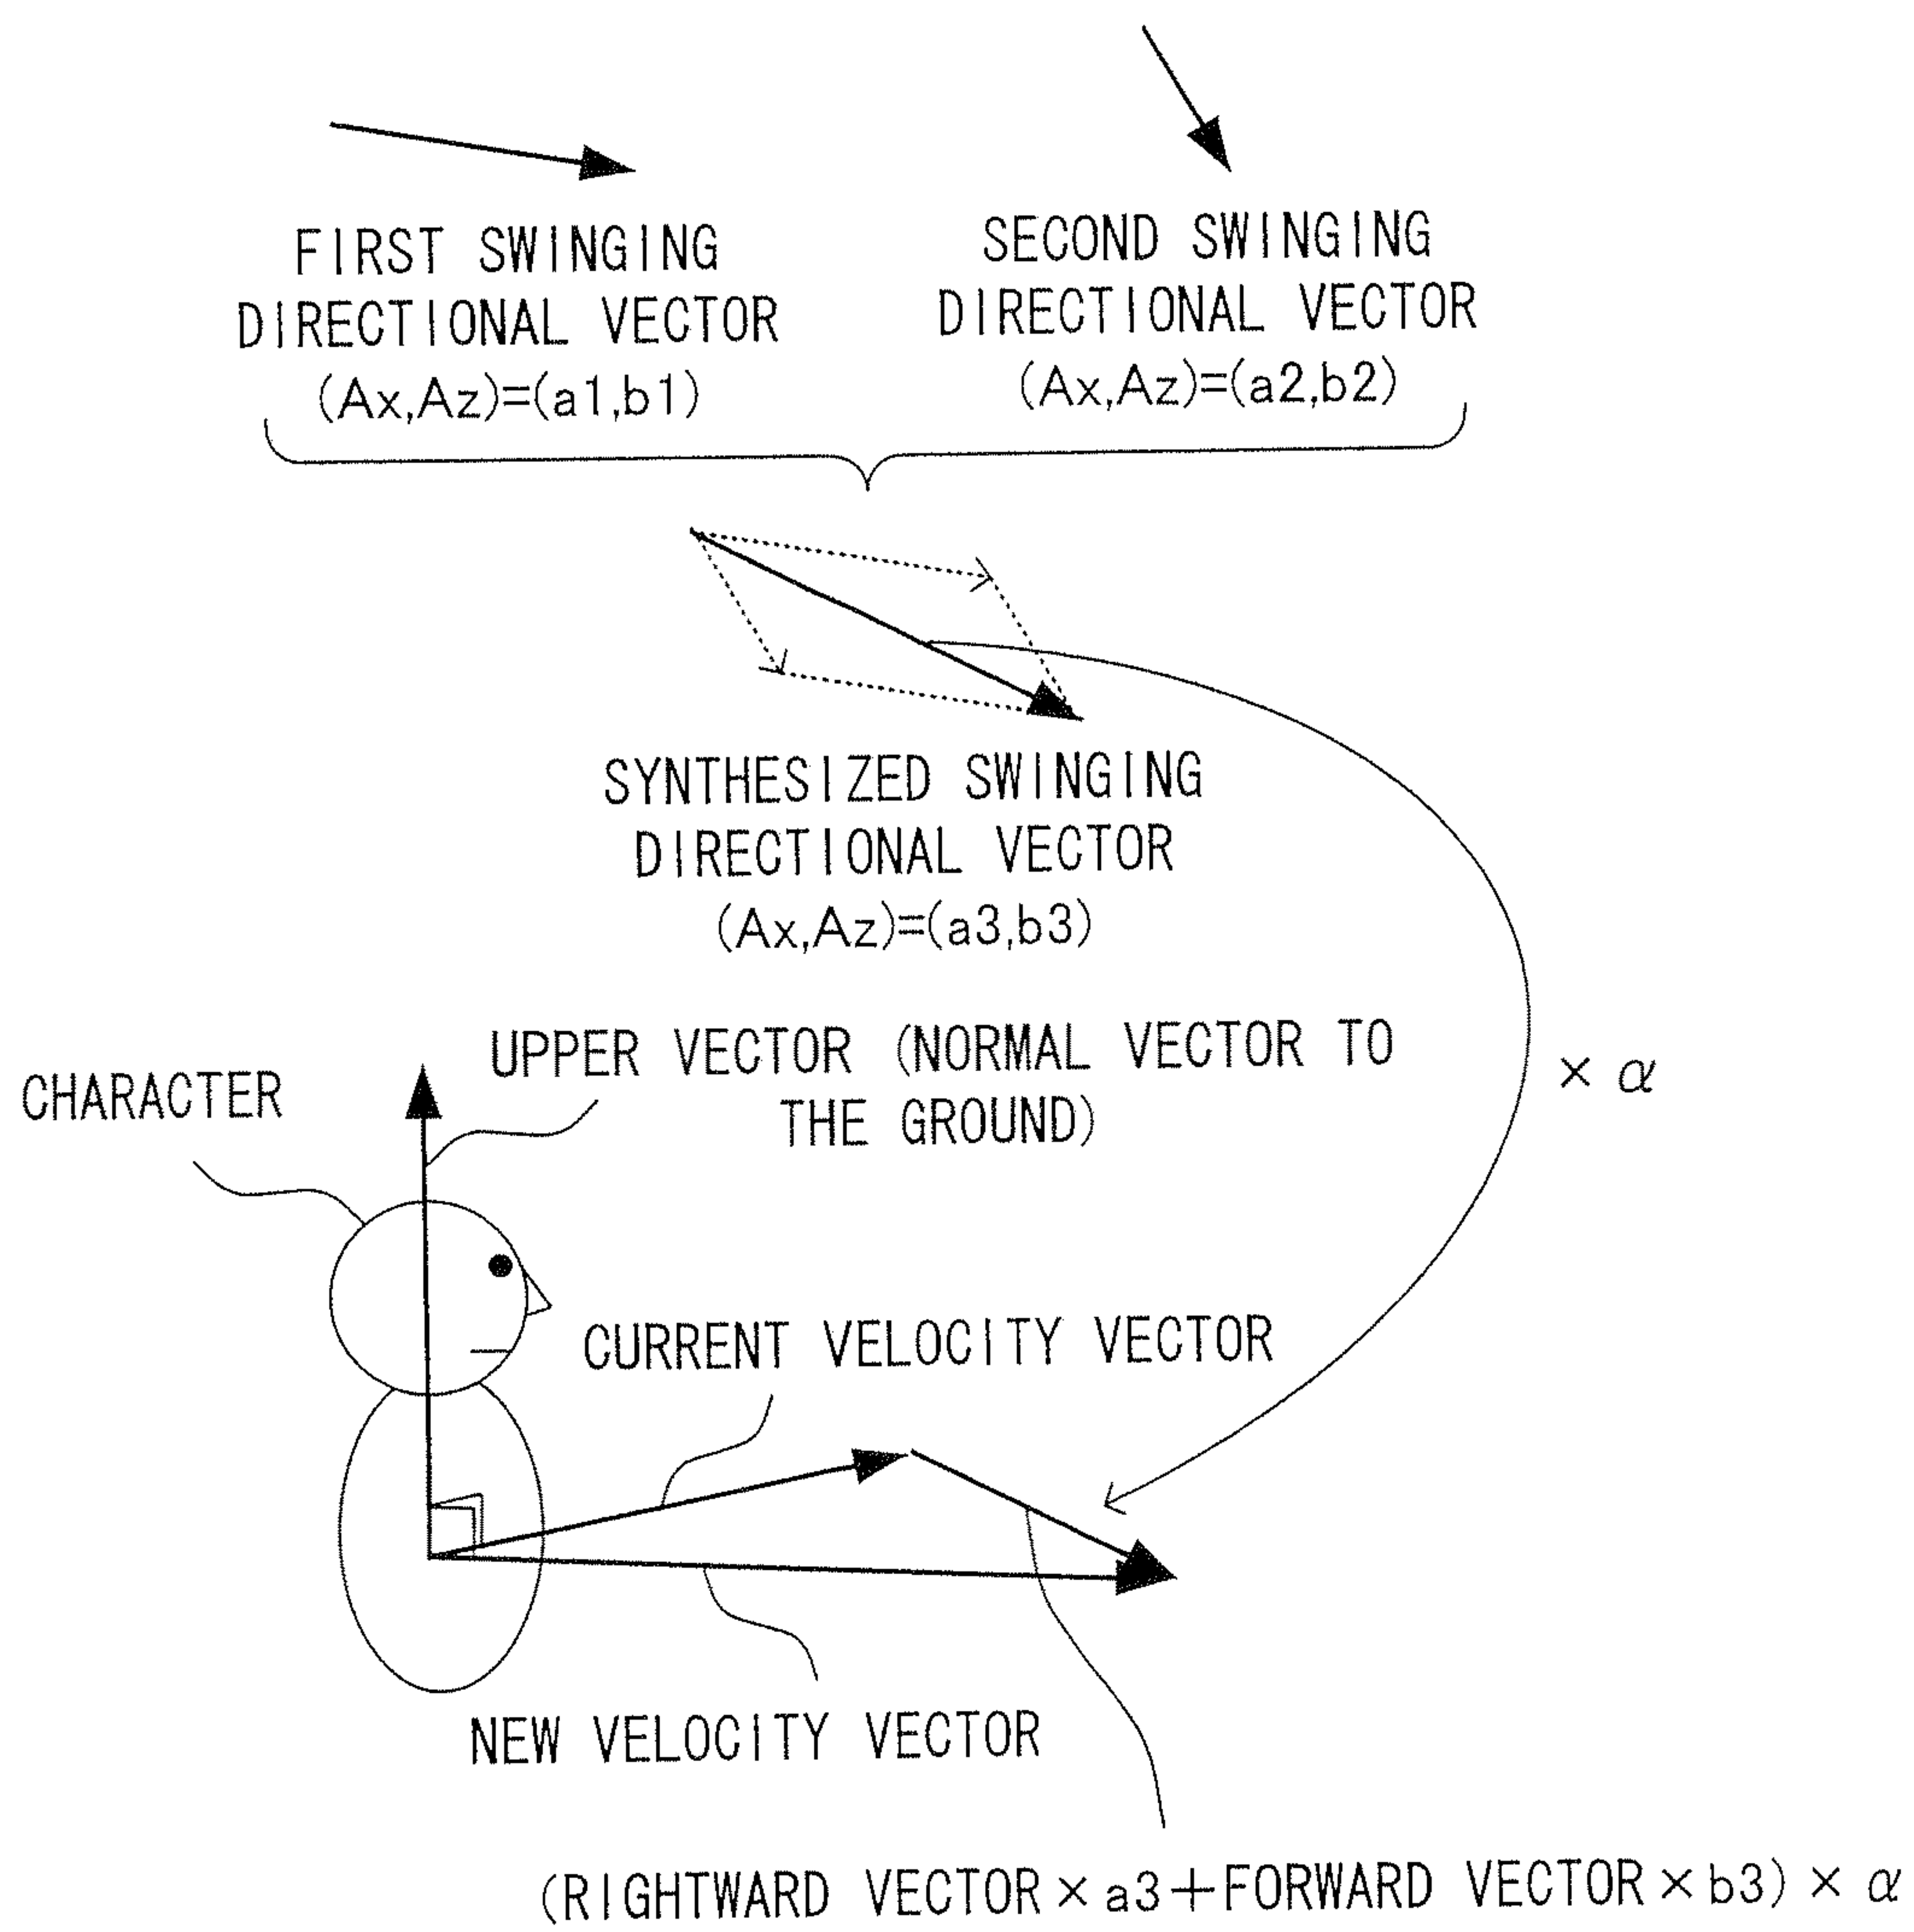 FIRST SWINGING
DIRECTIONAL VECTOR
(Ax,Az)=(a1,b1)
SECOND SWINGING
DIRECTIONAL VECTOR
(Ax,Az)=(a2,b2)
SYNTHESIZED SWINGING
DIRECTIONAL VECTOR
(Ax,Az)=(a3,b3)
× α
UPPER VECTOR (NORMAL VECTOR TO
THE GROUND)
CHARACTER
CURRENT VELOCITY VECTOR
NEW VELOCITY VECTOR
(RIGHTWARD VECTOR×a3+FORWARD VECTOR×b3)× α